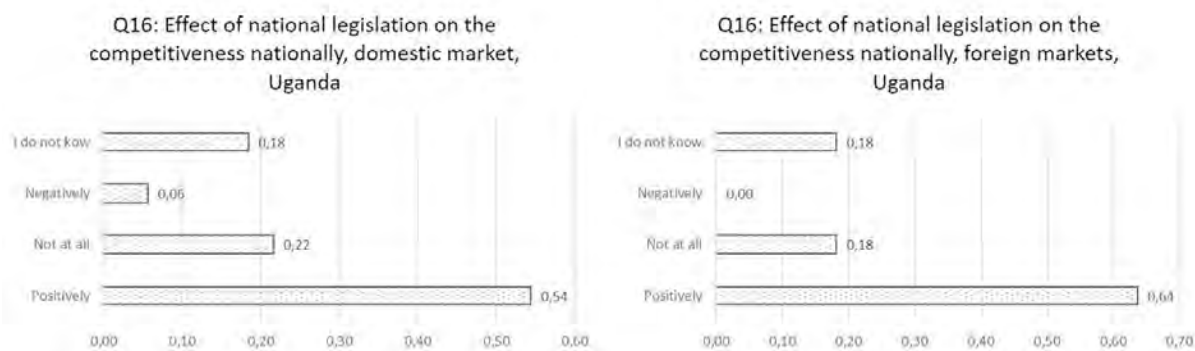 Q16: Effect of national legislation on the
competitiveness nationally, domestic market,
Uganda
I do not kow
0,18
Negatively
0,06
Not at all
0,22
Positively
0,54
0,00 0,10 0,20 0,30 0,40 0,50 0,60
Q16: Effect of national legislation on the
competitiveness nationally, foreign markets,
Uganda
I do not know
0,18
Negatively
0,00
Not at all
0,18
Positively
0,64
0,00 0,10 0,20 0,30 0,40 0,50 0,60 0,70